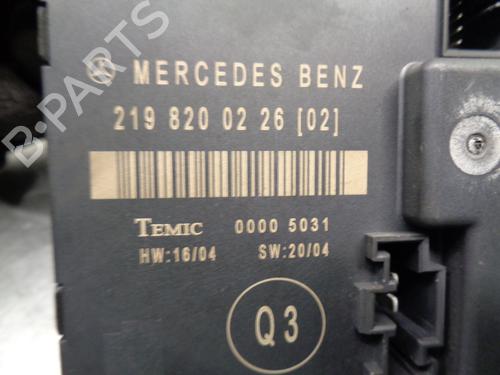 B-PARTS
MERCEDES BENZ
219 820 02 26 [02]
TEMIC 0000 5031
HW:16/04 SW:20/04
Q3